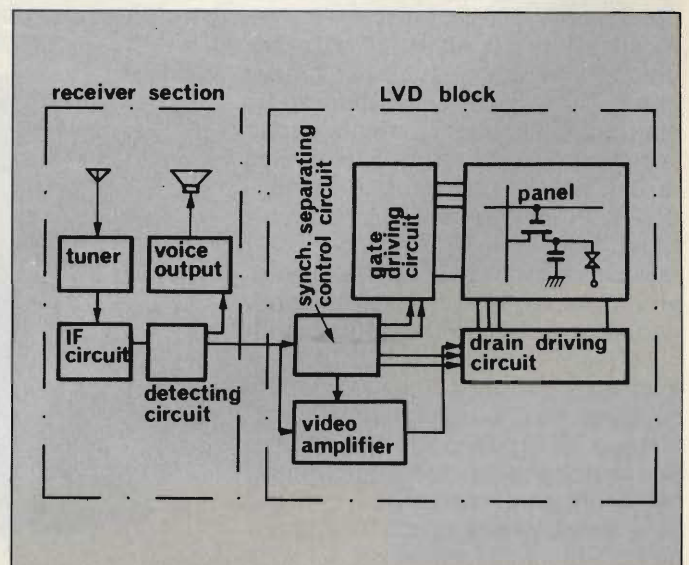 receiver section
LVD block
tuner
voice
output
IF
circuit
detecting
circuit
synch. separating
control circuit
gate
driving
circuit
panel
drain driving
circuit
video
amplifier